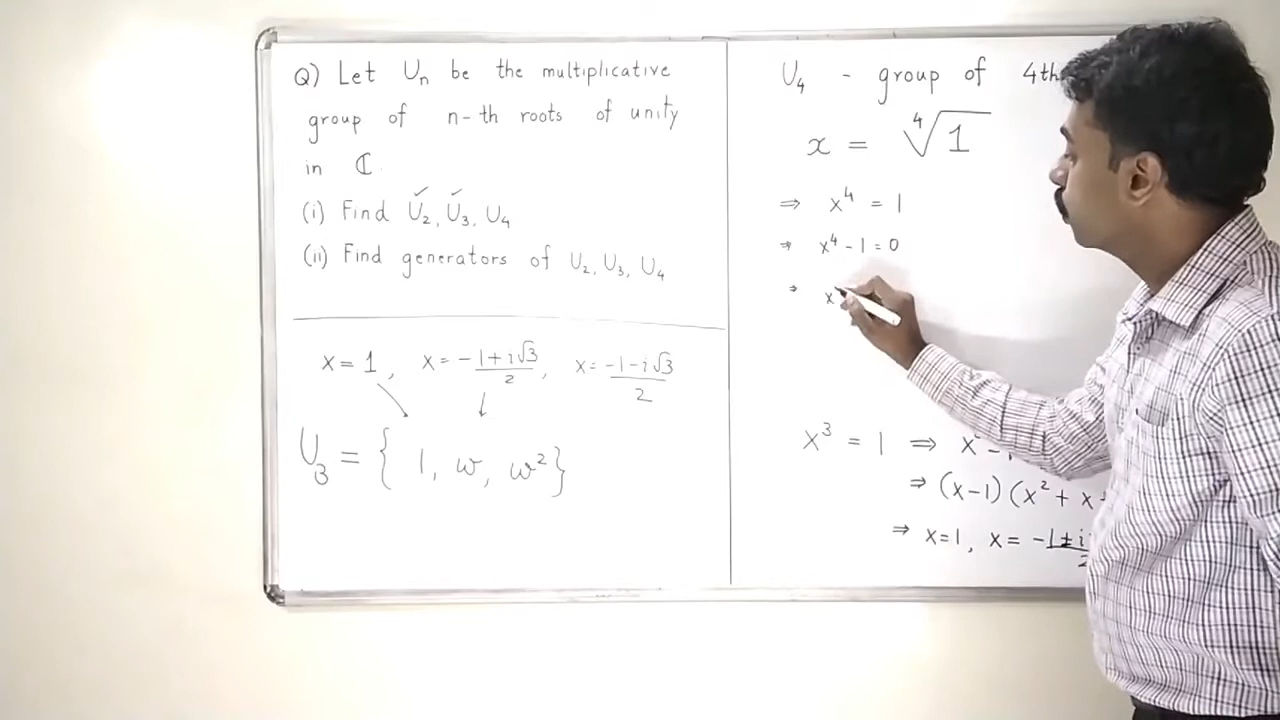 Q) Let Uₙ be the multiplicative
group of n-th roots of unity
in ℂ.
(i) Find U₂, U₃, U₄
(ii) Find generators of U₂, U₃, U₄
x = 1, x = -1+i√3/2, x = -1-i√3/2
U₃ = { 1, w, w² }
U₄ - group of 4th
x = ⁴√1
⇒ x⁴ = 1
⇒ x⁴ - 1 = 0
⇒ x
x³ = 1 ⇒ x
⇒ (x-1)(x² + x
⇒ x=1, x = -1±i